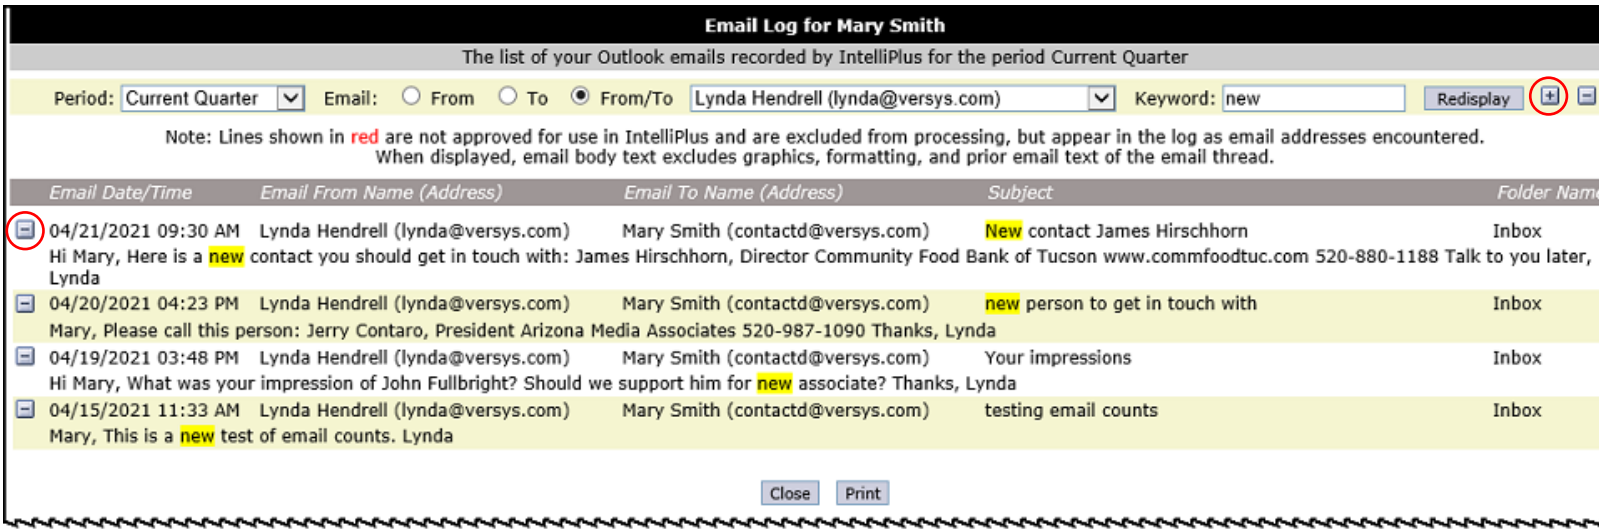 Email Log for Mary Smith
The list of your Outlook emails recorded by IntelliPlus for the period Current Quarter
Period: Current Quarter Email: From To From/To Lynda Hendrell (lynda@versys.com) Keyword: new Redisplay
Note: Lines shown in red are not approved for use in IntelliPlus and are excluded from processing, but appear in the log as email addresses encountered.
When displayed, email body text excludes graphics, formatting, and prior email text of the email thread.
Email Date/Time Email From Name (Address) Email To Name (Address) Subject Folder Name
04/21/2021 09:30 AM Lynda Hendrell (lynda@versys.com) Mary Smith (contactd@versys.com) New contact James Hirschhorn Inbox
Hi Mary, Here is a new contact you should get in touch with: James Hirschhorn, Director Community Food Bank of Tucson www.commfoodtuc.com 520-880-1188 Talk to you later,
Lynda
04/20/2021 04:23 PM Lynda Hendrell (lynda@versys.com) Mary Smith (contactd@versys.com) new person to get in touch with Inbox
Mary, Please call this person: Jerry Contaro, President Arizona Media Associates 520-987-1090 Thanks, Lynda
04/19/2021 03:48 PM Lynda Hendrell (lynda@versys.com) Mary Smith (contactd@versys.com) Your impressions Inbox
Hi Mary, What was your impression of John Fullbright? Should we support him for new associate? Thanks, Lynda
04/15/2021 11:33 AM Lynda Hendrell (lynda@versys.com) Mary Smith (contactd@versys.com) testing email counts Inbox
Mary, This is a new test of email counts. Lynda
Close Print